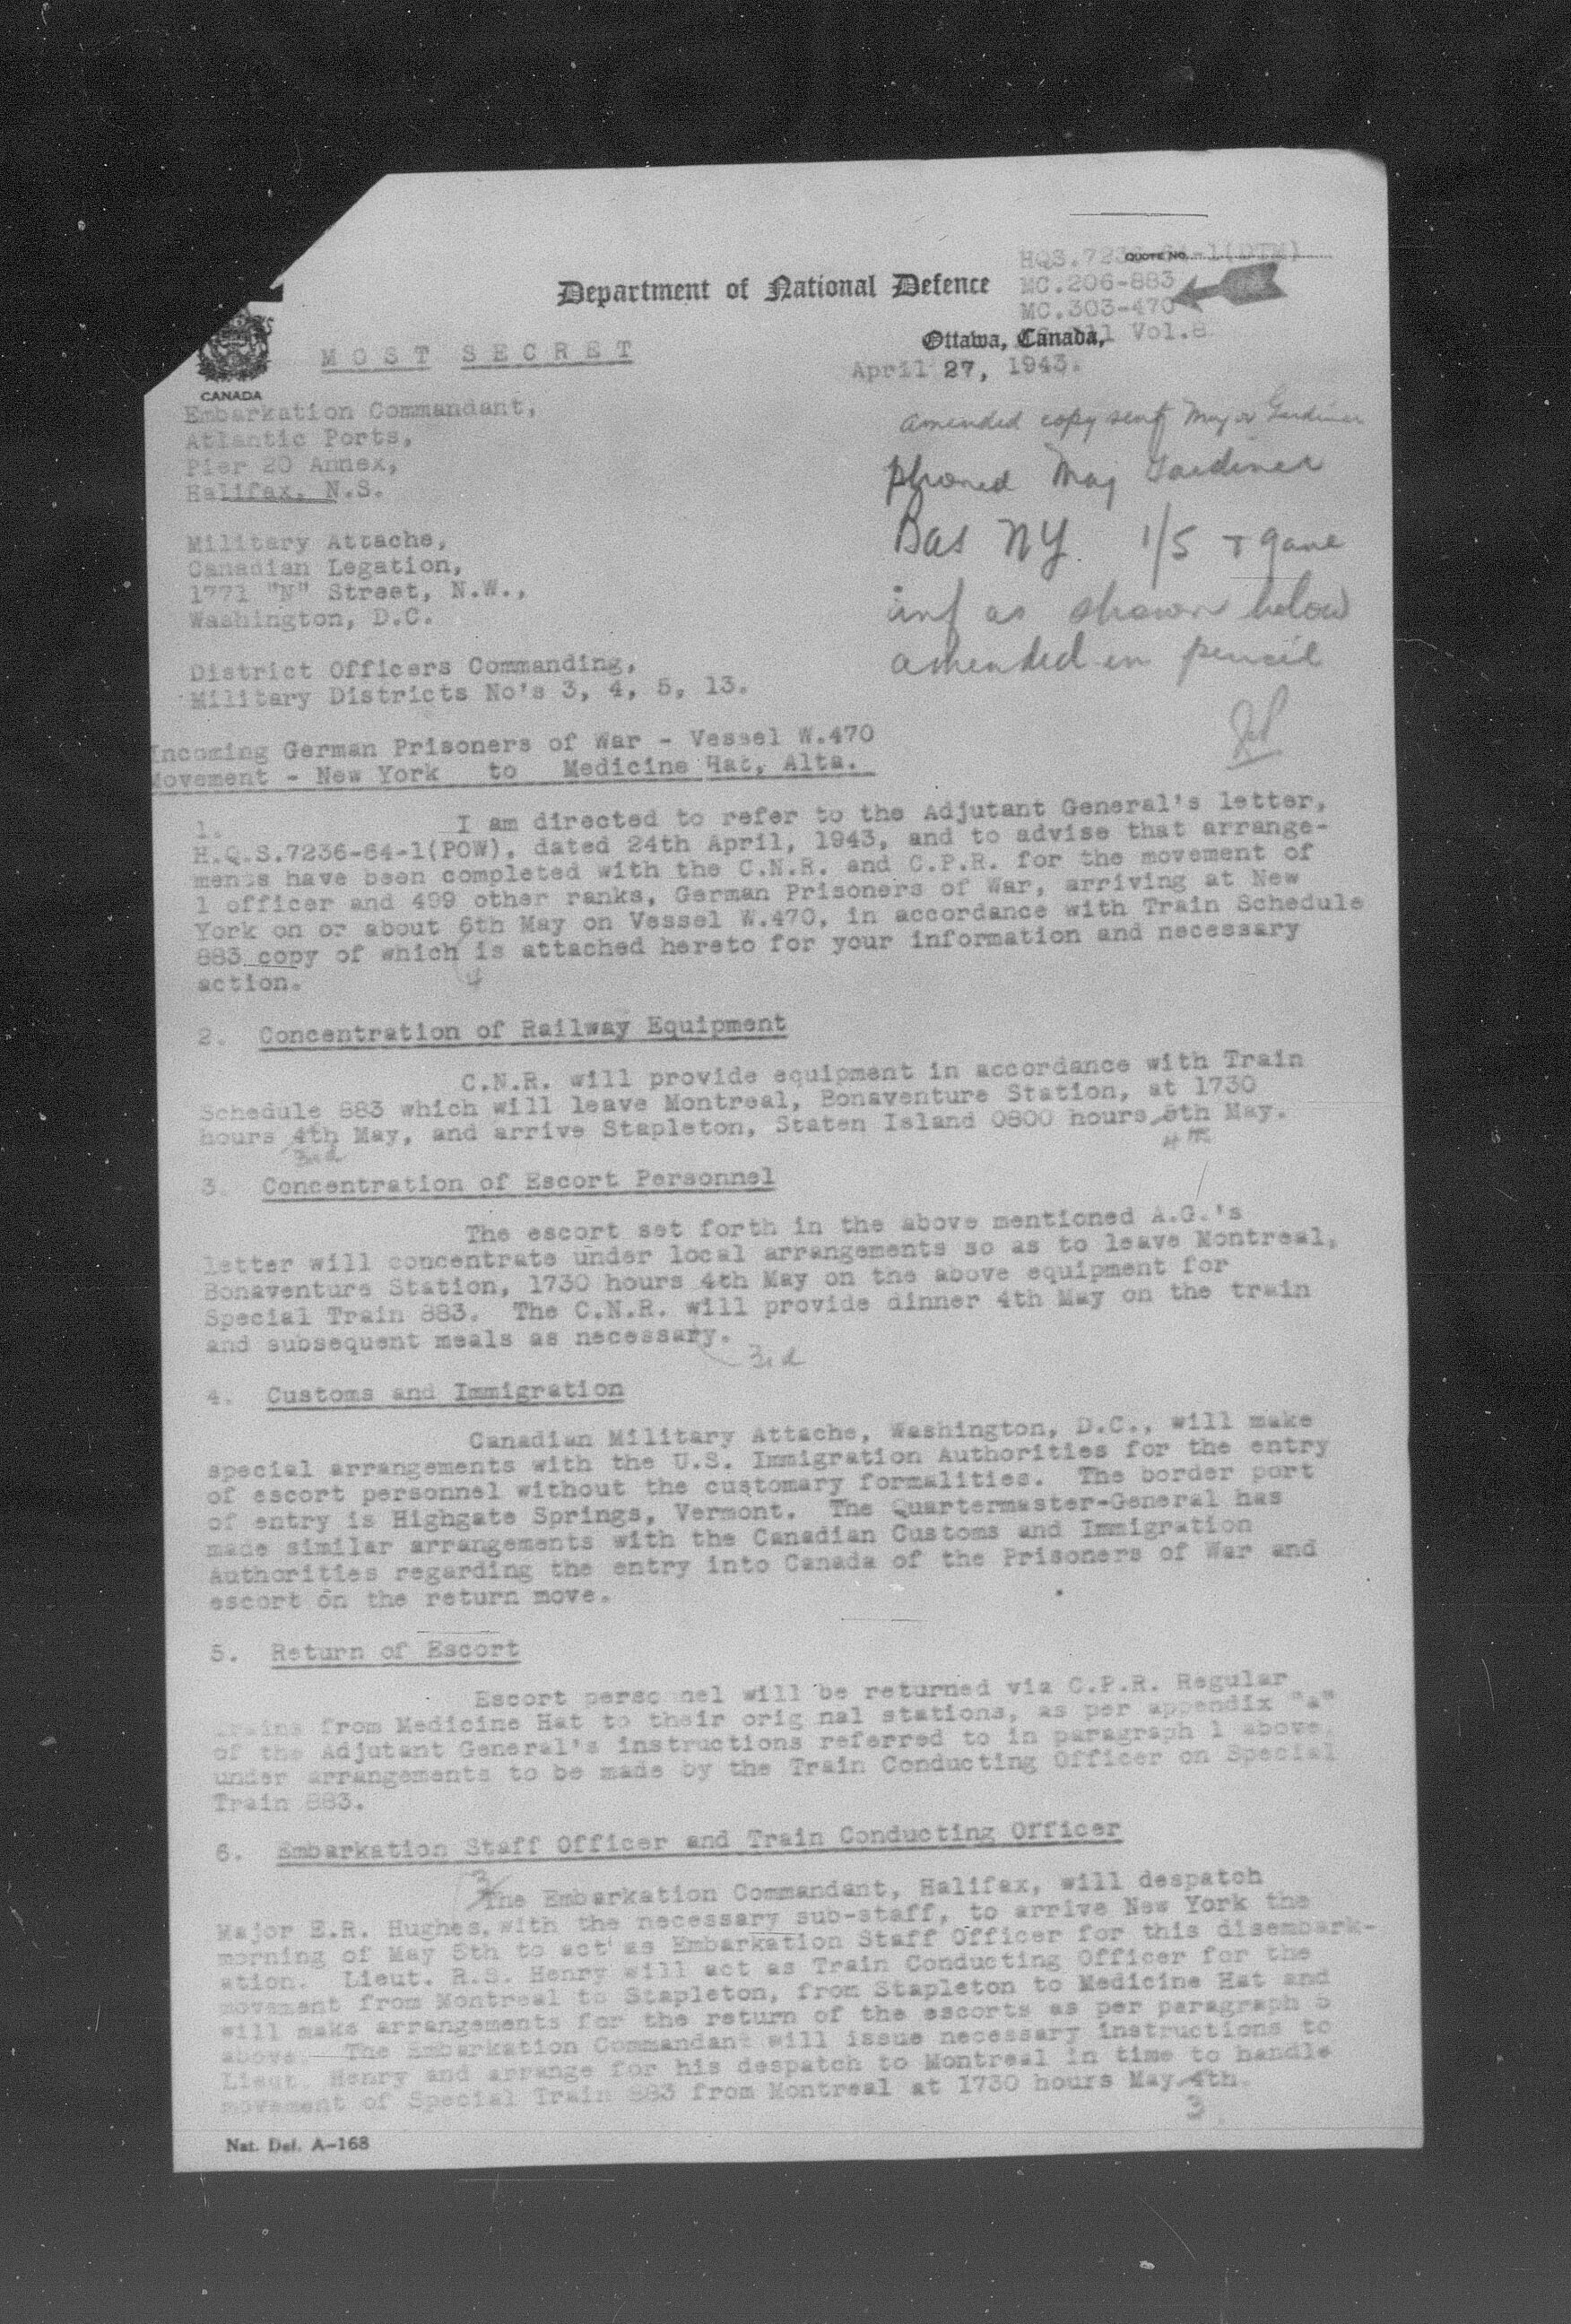 HQS.7236-64-1(DTM)
QUOTE NO.
Department of National Defence
MC.206-883
MC.303-470
Vol.8
Ottawa, Canada,
MOST SECRET
April 27, 1943.
CANADA
Embarkation Commandant,
Atlantic Ports,
Pier 20 Annex,
Halifax, N.S.
amended copy sent Major Gardiner
phoned Maj Gardiner
Bas NY. 1/5 & gave
inf as shown below
amended in pencil
Military Attache,
Canadian Legation,
1771 "N" Street, N.W.,
Washington, D.C.
District Officers Commanding,
Military Districts No's 3, 4, 5, 13.
Incoming German Prisoners of War - Vessel W.470
Movement - New York to Medicine Hat, Alta.
1. I am directed to refer to the Adjutant General's letter,
H.Q.S.7236-64-1(POW), dated 24th April, 1943, and to advise that arrange-
ments have been completed with the C.N.R. and C.P.R. for the movement of
1 officer and 499 other ranks, German Prisoners of War, arriving at New
York on or about 6th May on Vessel W.470, in accordance with Train Schedule
883 copy of which is attached hereto for your information and necessary
action.
4
2. Concentration of Railway Equipment
C.N.R. will provide equipment in accordance with Train
Schedule 883 which will leave Montreal, Bonaventure Station, at 1730
hours 4th May, and arrive Stapleton, Staten Island 0800 hours 5th May.
3rd 4th
3. Concentration of Escort Personnel
The escort set forth in the above mentioned A.G.'s
letter will concentrate under local arrangements so as to leave Montreal,
Bonaventure Station, 1730 hours 4th May on the above equipment for
Special Train 883. The C.N.R. will provide dinner 4th May on the train
and subsequent meals as necessary.
3rd
4. Customs and Immigration
Canadian Military Attache, Washington, D.C., will make
special arrangements with the U.S. Immigration Authorities for the entry
of escort personnel without the customary formalities. The border port
of entry is Highgate Springs, Vermont. The Quartermaster-General has
made similar arrangements with the Canadian Customs and Immigration
Authorities regarding the entry into Canada of the Prisoners of War and
escort on the return move.
5. Return of Escort
Escort perso nel will be returned via C.P.R. Regular
trains from Medicine Hat to their orig nal stations, as per appendix "a"
of the Adjutant General's instructions referred to in paragraph 1 above,
under arrangements to be made by the Train Conducting Officer on Special
Train 883.
6. Embarkation Staff Officer and Train Conducting Officer
3
The Embarkation Commandant, Halifax, will despatch
Major E.R. Hughes, with the necessary sub-staff, to arrive New York the
morning of May 5th to act as Embarkation Staff Officer for this disembark-
ation. Lieut. R.S. Henry will act as Train Conducting Officer for the
movement from Montreal to Stapleton, from Stapleton to Medicine Hat and
will make arrangements for the return of the escorts as per paragraph 5
above. The Embarkation Commandant will issue necessary instructions to
Lieut. Henry and arrange for his despatch to Montreal in time to handle
movement of Special Train 883 from Montreal at 1730 hours May 4th.
3
Nat. Def. A-168